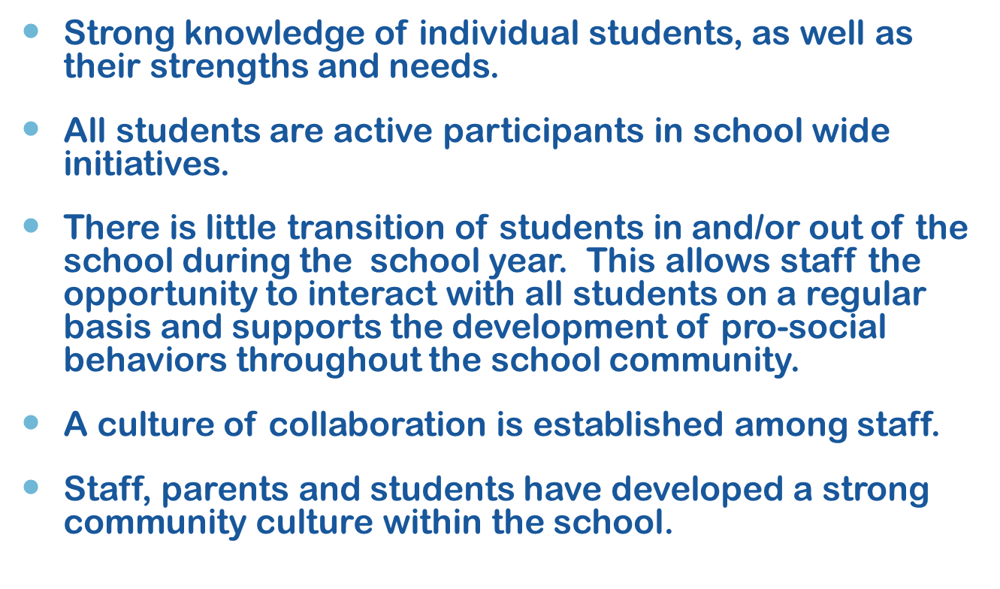 • Strong knowledge of individual students, as well as
their strengths and needs.
• All students are active participants in school wide
initiatives.
• There is little transition of students in and/or out of the
school during the  school year.  This allows staff the
opportunity to interact with all students on a regular
basis and supports the development of pro-social
behaviors throughout the school community.
• A culture of collaboration is established among staff.
• Staff, parents and students have developed a strong
community culture within the school.